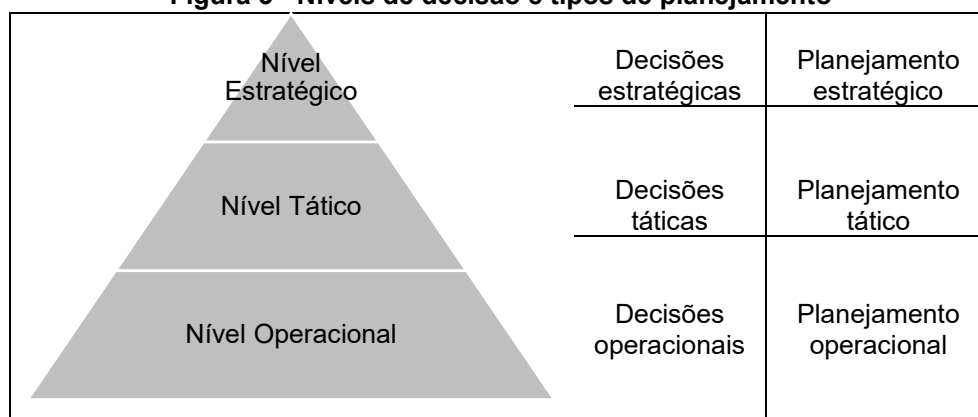 Nível
Estratégico
Decisões
estratégicas
Planejamento
estratégico
Nível Tático
Decisões
táticas
Planejamento
tático
Nível Operacional
Decisões
operacionais
Planejamento
operacional